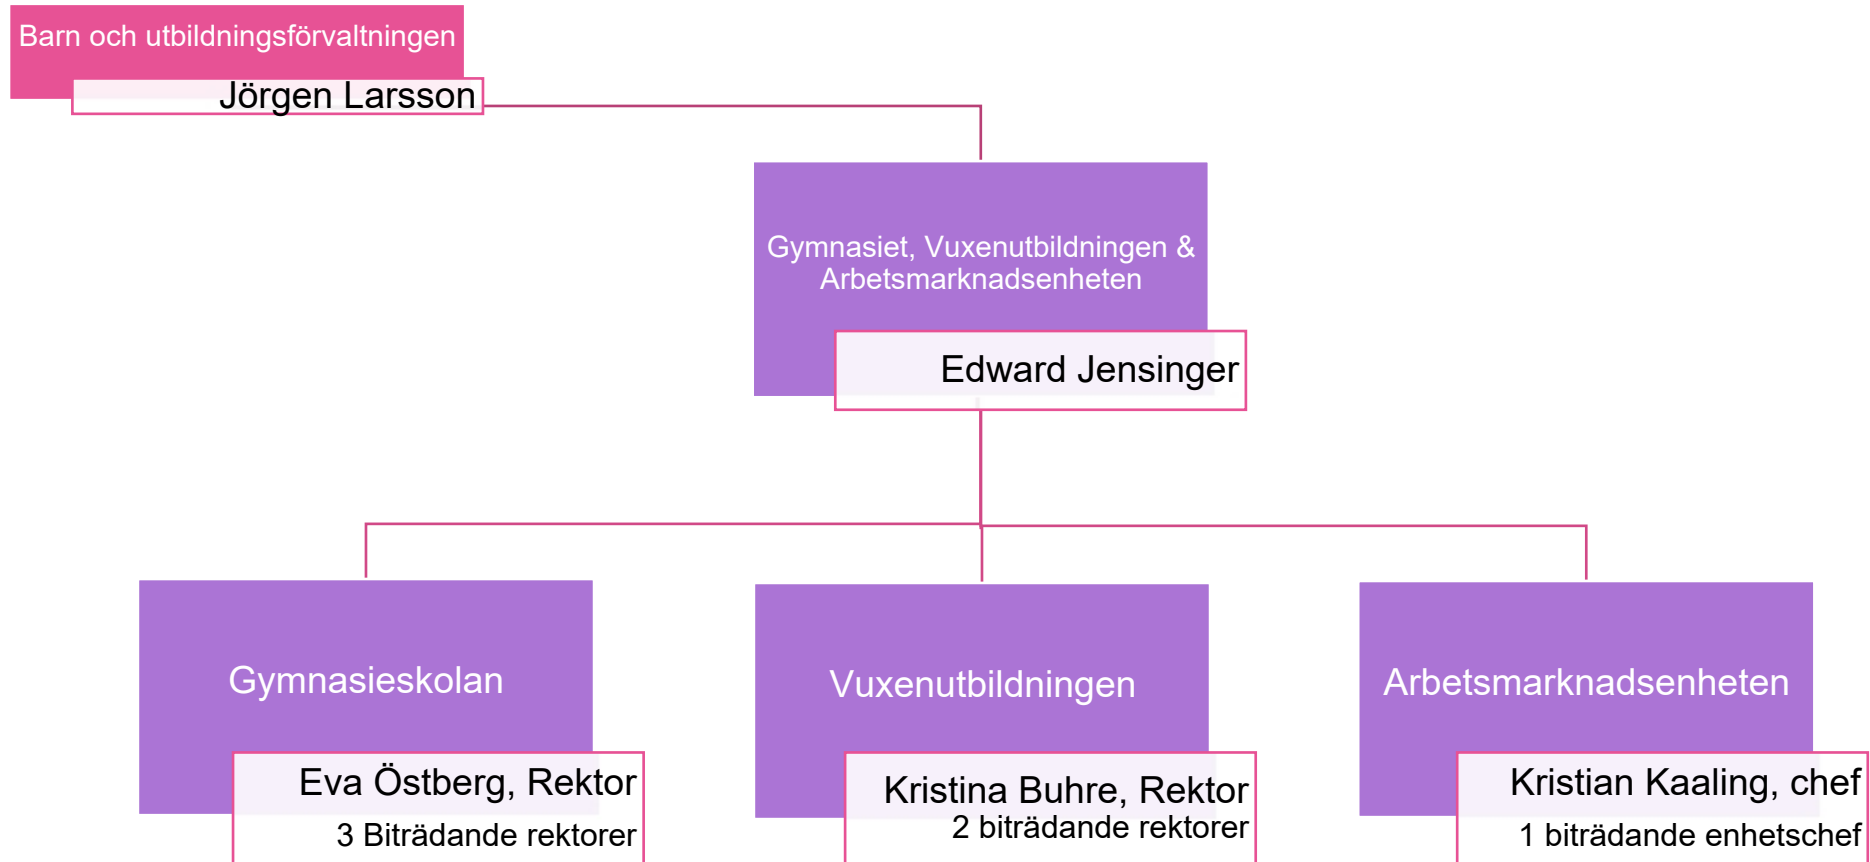 Barn och utbildningsförvaltningen
Jörgen Larsson
Gymnasiet, Vuxenutbildningen &
Arbetsmarknadsenheten
Edward Jensinger
Gymnasieskolan
Eva Östberg, Rektor
3 Biträdande rektorer
Vuxenutbildningen
Kristina Buhre, Rektor
2 biträdande rektorer
Arbetsmarknadsenheten
Kristian Kaaling, chef
1 biträdande enhetschef